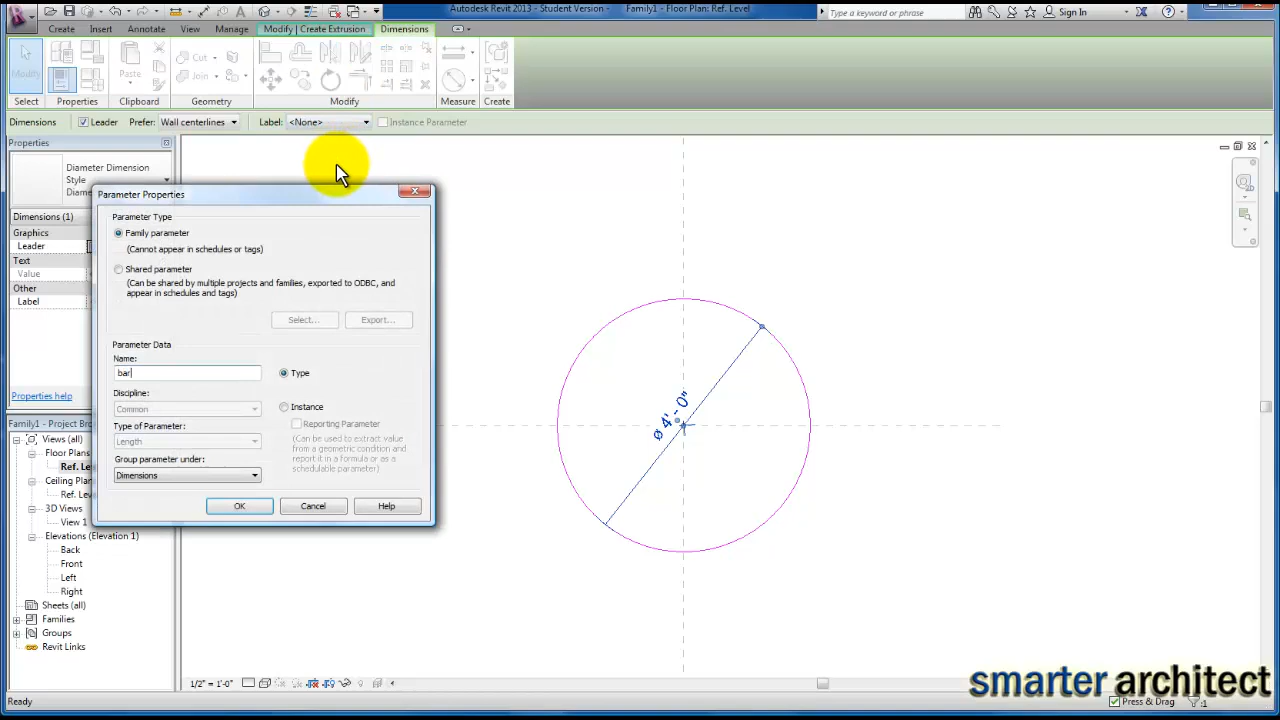 Autodesk Revit 2013 - Student Version -    Family1 - Floor Plan: Ref. Level
Type a keyword or phrase
Sign In
Create Insert Annotate View Manage Modify | Create Extrusion Dimensions
Modify
Paste
Cut
Join
Select Properties Clipboard Geometry Modify Measure Create
Dimensions Leader Prefer: Wall centerlines Label: <None> Instance Parameter
Properties
Diameter Dimension
Style
Dimensions (1)
Graphics
Leader
Text
Value
Other
Label
Properties help
Parameter Properties
Parameter Type
Family parameter
(Cannot appear in schedules or tags)
Shared parameter
(Can be shared by multiple projects and families, exported to ODBC, and
appear in schedules and tags)
Select... Export...
Parameter Data
Name:
bar
Type
Discipline:
Common
Instance
Reporting Parameter
Type of Parameter:
Length
(Can be used to extract value
from a geometric condition and
report it in a formula or as a
schedulable parameter)
Group parameter under:
Dimensions
OK Cancel Help
ø 4' - 0"
Family1 - Project Brow
Views (all)
Floor Plans
Ref. Le
Ceiling Plan
Ref. Lev
3D Views
View 1
Elevations (Elevation 1)
Back
Front
Left
Right
Sheets (all)
Families
Groups
Revit Links
1/2" = 1'-0"
smarter architect
Ready
Press & Drag
:1